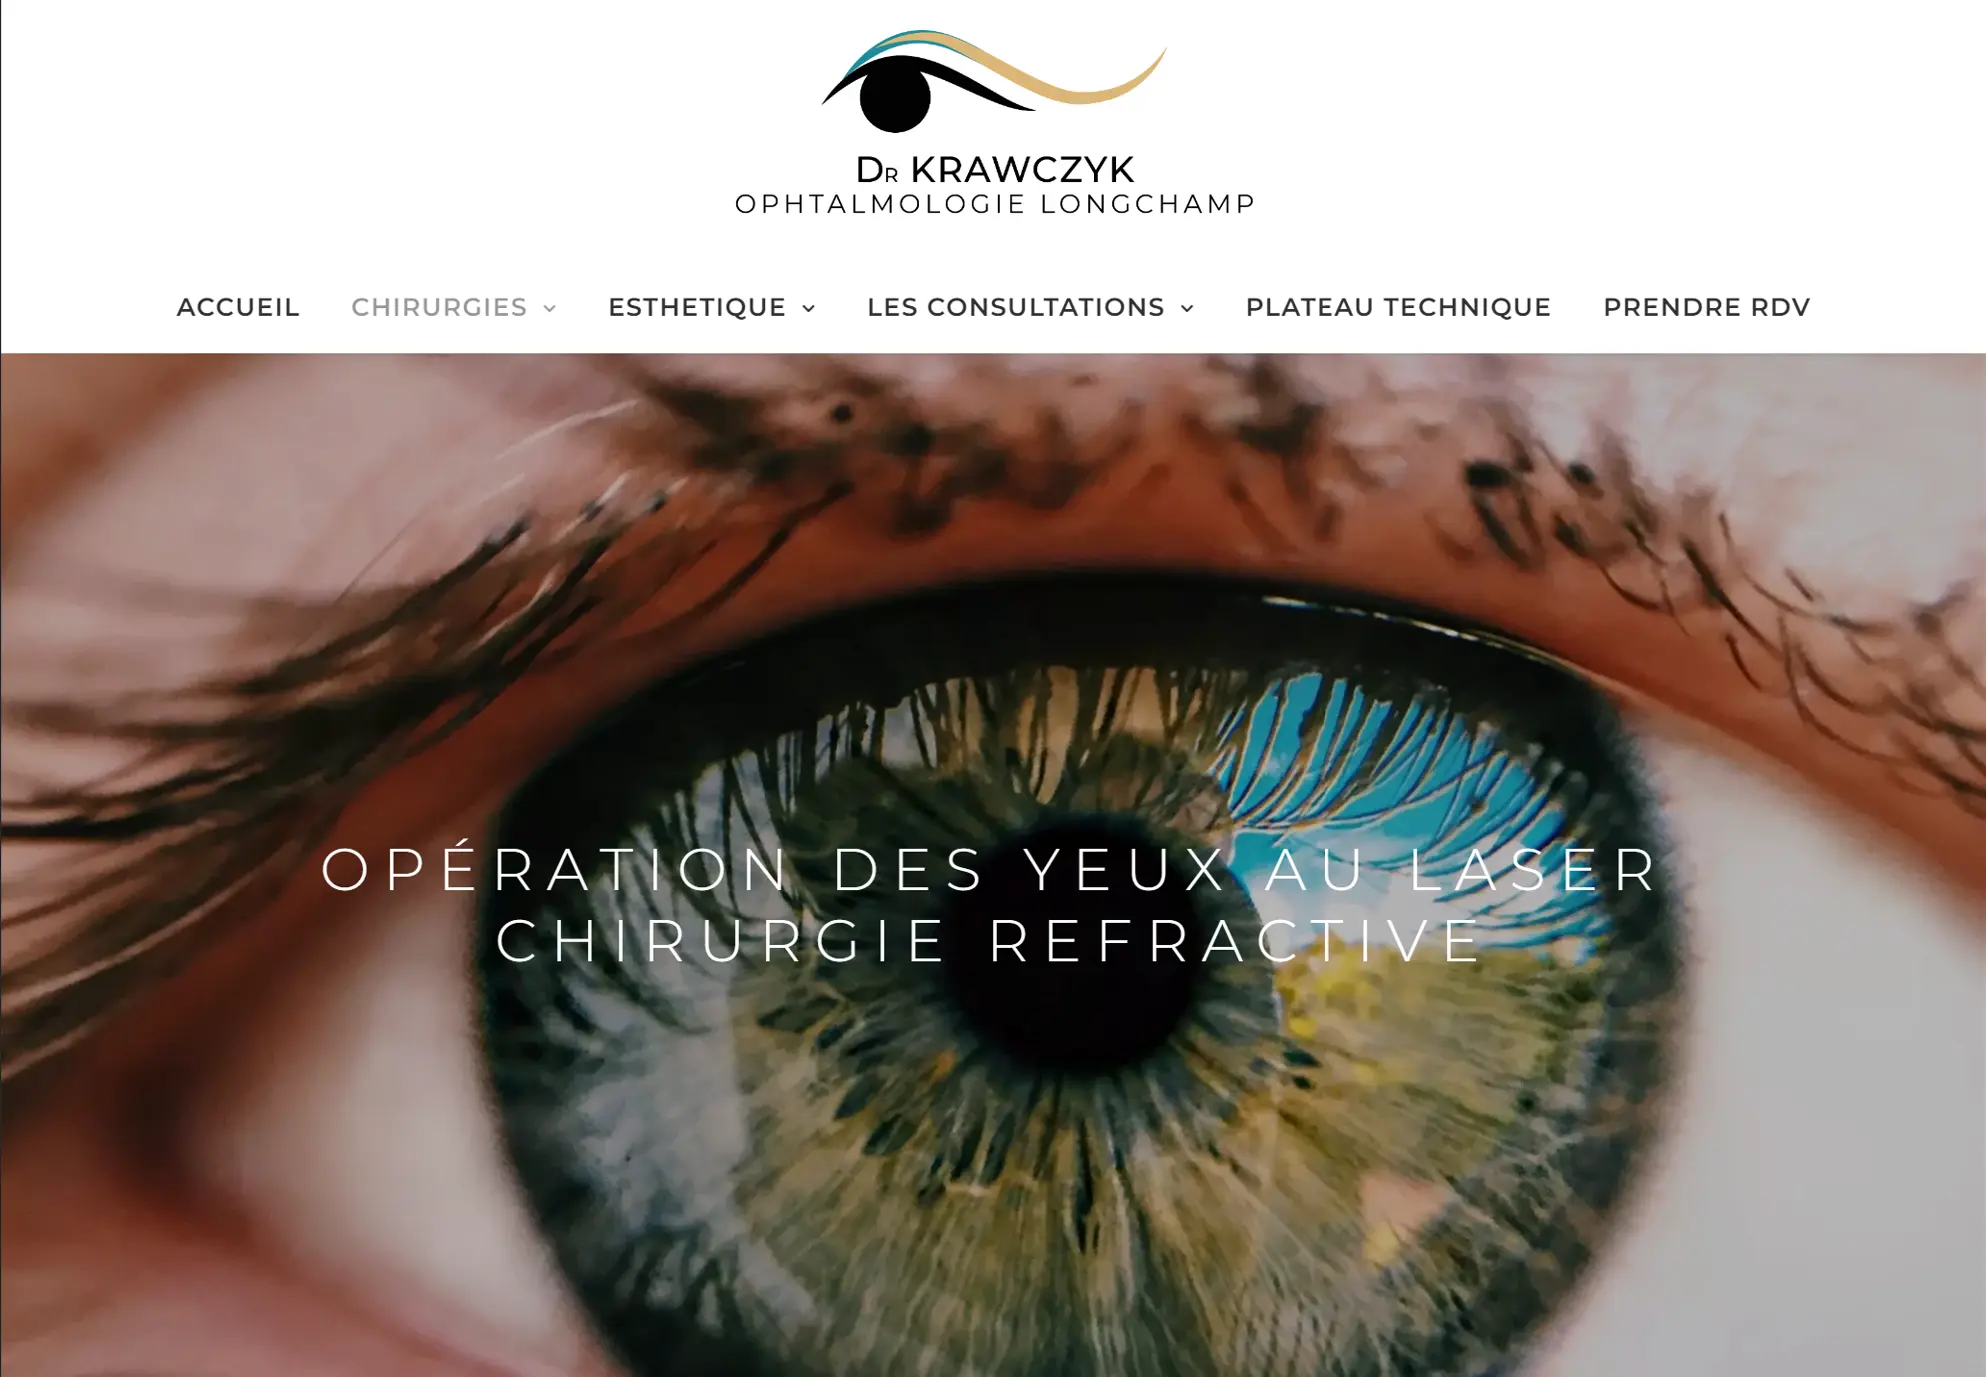 DR KRAWCZYK
OPHTALMOLOGIE LONGCHAMP
ACCUEIL CHIRURGIES ESTHETIQUE LES CONSULTATIONS PLATEAU TECHNIQUE PRENDRE RDV
OPÉRATION DES YEUX AU LASER
CHIRURGIE REFRACTIVE